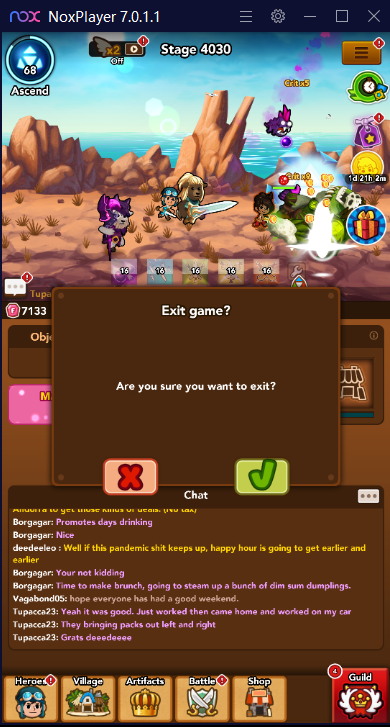 nox NoxPlayer 7.0.1.1
x2
Off
Stage 4030
68
Ascend
Crit x5
Crit x0
1d 21h 2m
16 16 16 16 16
Tupa
7133
Obje
M
Exit game?
Are you sure you want to exit?
Chat
Andorra to get those kinds of deals. (No tax)
Borgagar: Promotes days drinking
Borgagar: Nice
deedeeleo : Well if this pandemic shit keeps up, happy hour is going to get earlier and
earlier
Borgagar: Your not kidding
Borgagar: Time to make brunch, going to steam up a bunch of dim sum dumplings.
Vagabond05: hope everyone has had a good weekend.
Tupacca23: Yeah it was good. Just worked then came home and worked on my car
Tupacca23: They bringing packs out left and right
Tupacca23: Grats deeedeeee
Heroes
Village
Artifacts
Battle
Shop
4
Guild